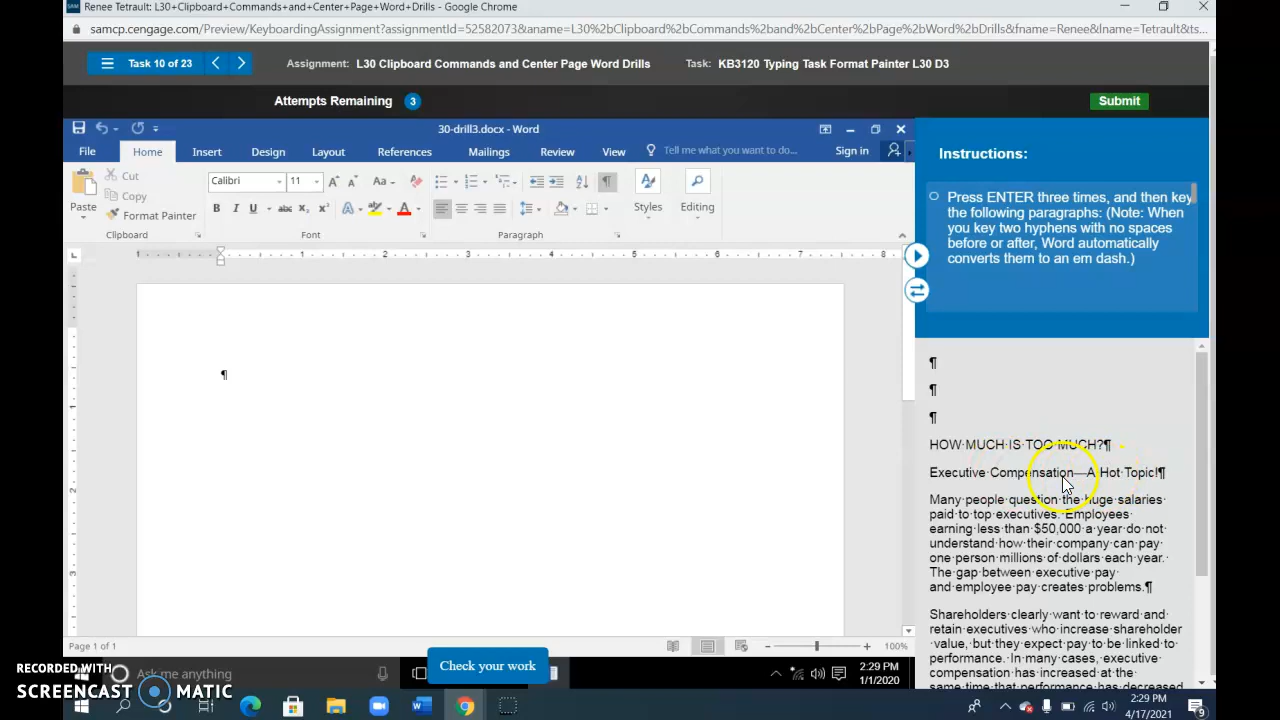 Renee Tetrault: L30+Clipboard+Commands+and+Center+Page+Word+Drills - Google Chrome
samcp.cengage.com/Preview/KeyboardingAssignment?assignmentId=52582073&aname=L30%2bClipboard%2bCommands%2band%2bCenter%2bPage%2bWord%2bDrills&fname=Renee&lname=Tetrault&ts...
Task 10 of 23
Assignment: L30 Clipboard Commands and Center Page Word Drills
Task: KB3120 Typing Task Format Painter L30 D3
Attempts Remaining 3
Submit
30-drill3.docx - Word
File Home Insert Design Layout References Mailings Review View Tell me what you want to do... Sign in
Paste
Cut
Copy
Format Painter
Clipboard
Calibri 11
Font
Paragraph
Styles
Editing
Instructions:
Press ENTER three times, and then key
the following paragraphs: (Note: When
you key two hyphens with no spaces
before or after, Word automatically
converts them to an em dash.)
¶
¶
¶
¶
HOW·MUCH·IS·TOO·MUCH?¶
Executive·Compensation—A·Hot·Topic!¶
Many·people·question·the·huge·salaries·
paid·to·top·executives.·Employees·
earning·less·than·$50,000·a·year·do·not·
understand·how·their·company·can·pay·
one·person·millions·of·dollars·each·year.·
The·gap·between·executive·pay·
and·employee·pay·creates·problems.¶
Shareholders·clearly·want·to·reward·and·
retain·executives·who·increase·shareholder
value,·but·they·expect·pay·to·be·linked·to·
performance.·In·many·cases,·executive·
compensation·has·increased·at·the·
same·time·that·performance·has·decreased
Page 1 of 1
100%
Check your work
Ask me anything
2:29 PM
1/1/2020
RECORDED WITH
SCREENCAST MATIC
2:29 PM
4/17/2021